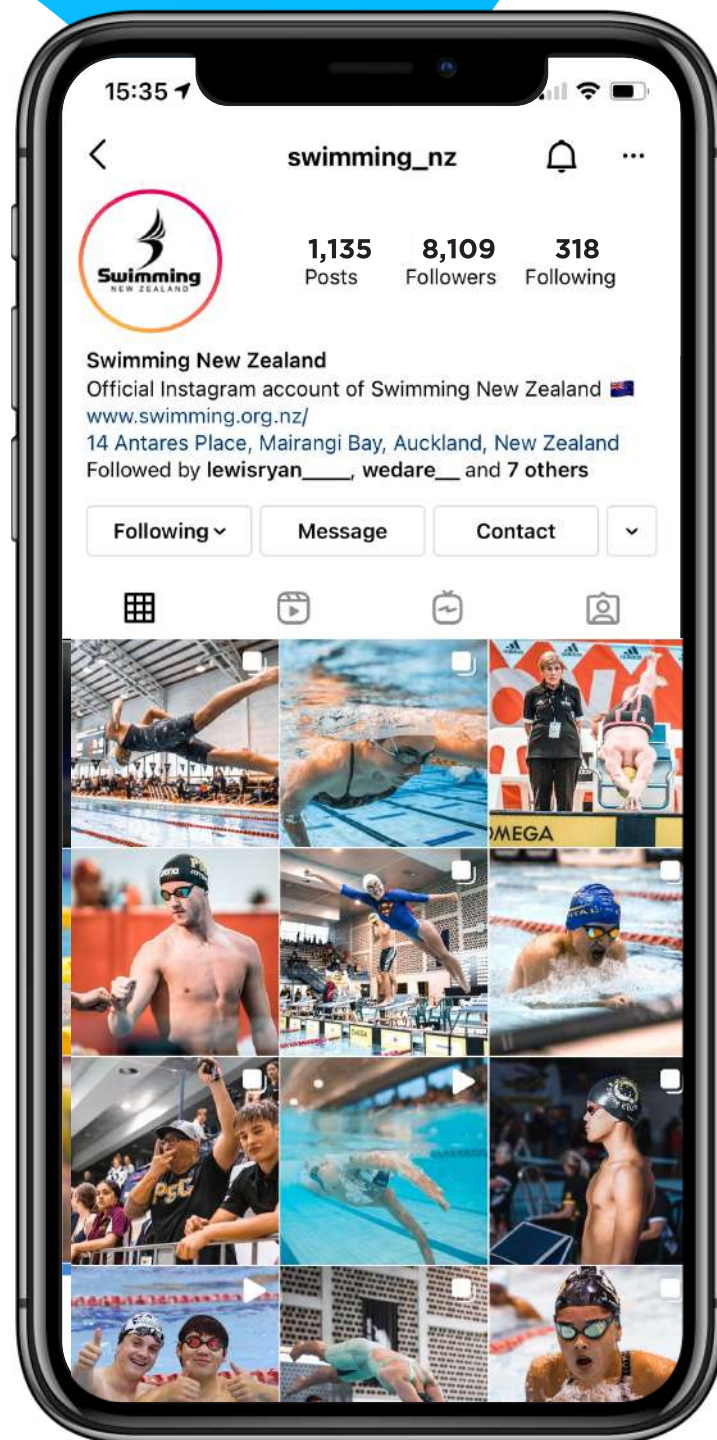 15:35
swimming_nz
...
Swimming
NEW ZEALAND
1,135 8,109 318
Posts Followers Following
Swimming New Zealand
Official Instagram account of Swimming New Zealand 🇳🇿
www.swimming.org.nz/
14 Antares Place, Mairangi Bay, Auckland, New Zealand
Followed by lewisryan____, wedare__ and 7 others
Following Message Contact
adidas
OMEGA
arena
PSG